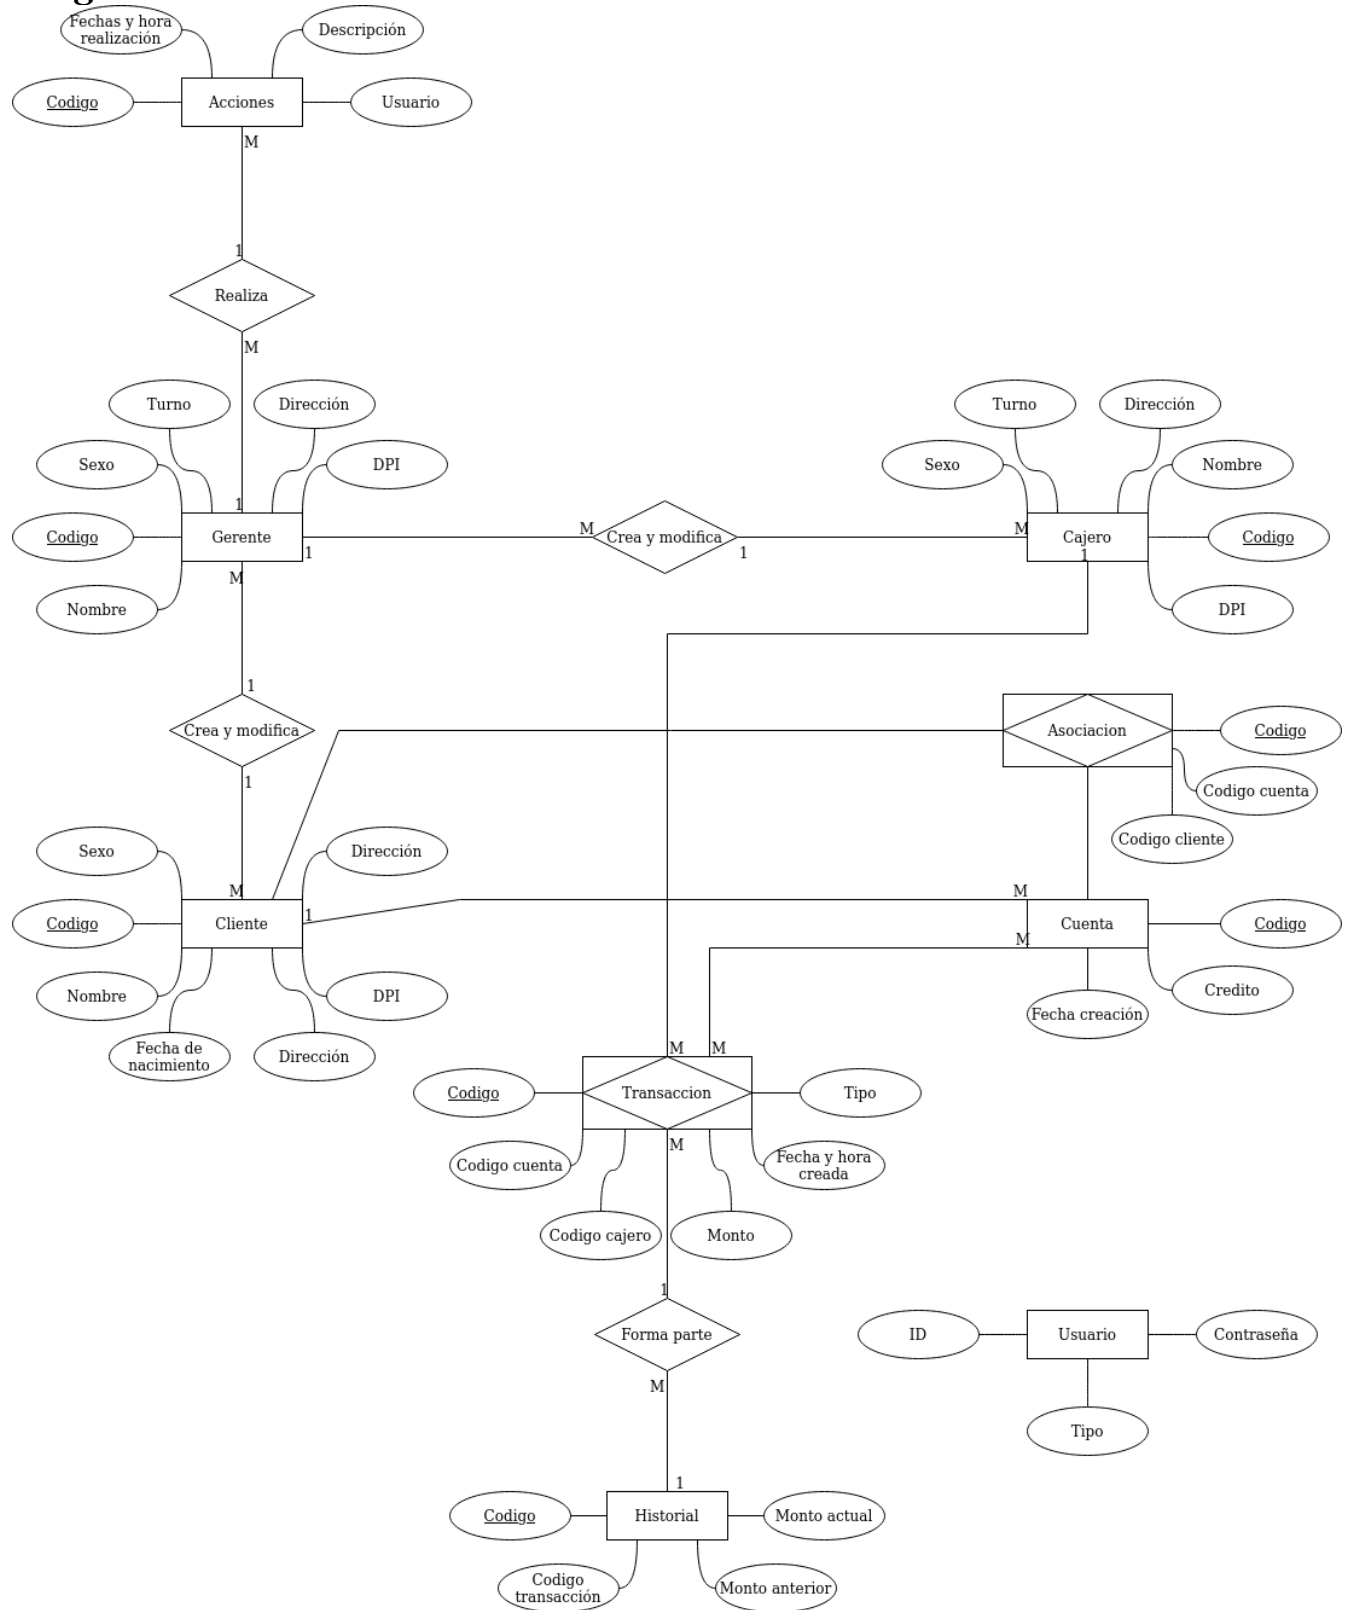 Fechas y hora
realización
Descripción
Codigo
Acciones
Usuario
M
1
Realiza
M
Turno
Dirección
Sexo
DPI
1
Codigo
Gerente
1
M
Nombre
M
Crea y modifica
1
Turno
Dirección
Sexo
Nombre
M
Cajero
1
Codigo
DPI
1
Crea y modifica
1
Asociacion
Codigo
Codigo cuenta
Codigo cliente
Sexo
Dirección
M
Codigo
Cliente
1
Nombre
DPI
Fecha de
nacimiento
Dirección
M
Cuenta
M
Codigo
Credito
Fecha creación
M
M
Codigo
Transaccion
Tipo
M
Codigo cuenta
Fecha y hora
creada
Codigo cajero
Monto
1
Forma parte
M
ID
Usuario
Contraseña
Tipo
1
Codigo
Historial
Monto actual
Codigo
transacción
Monto anterior